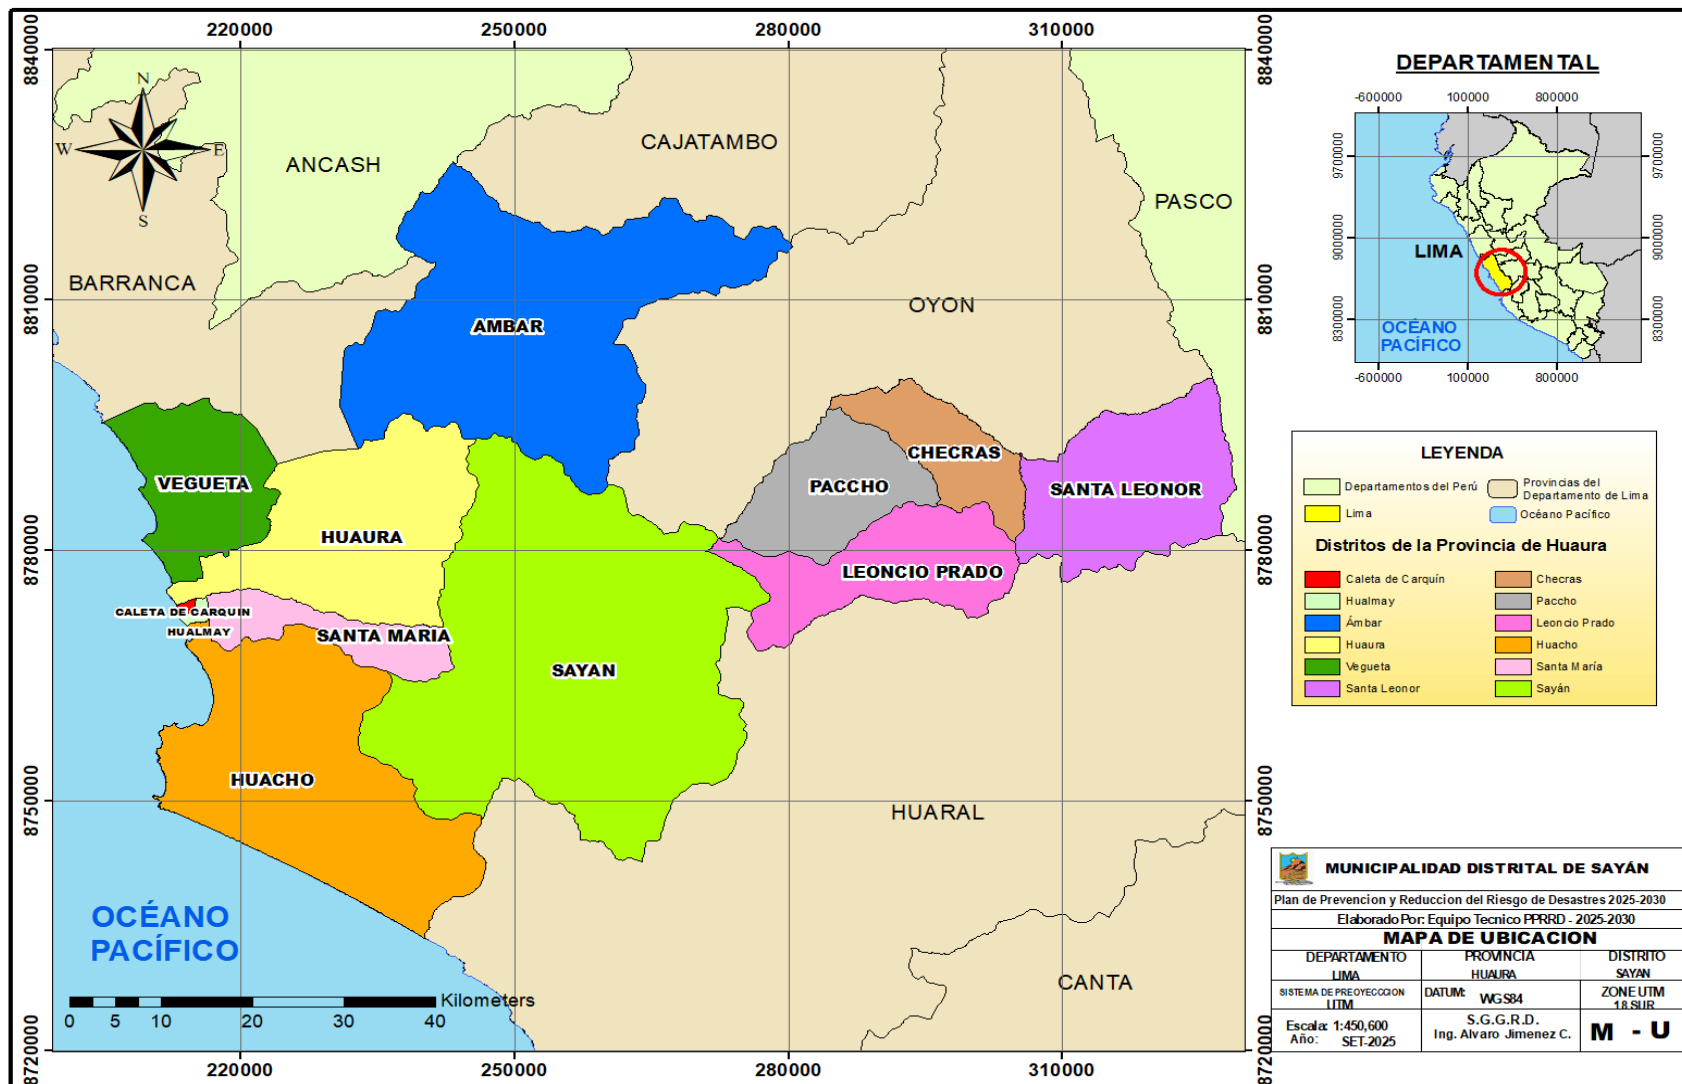 220000 250000 280000 310000
8840000 8840000
8810000 8810000
8780000 8780000
8750000 8750000
8720000 8720000
220000 250000 280000 310000
N
W E
S
ANCASH
CAJATAMBO
PASCO
BARRANCA
OYON
AMBAR
VEGUETA
HUAURA
CHECRAS
PACCHO
SANTA LEONOR
LEONCIO PRADO
CALETA DE CARQUIN
HUALMAY
SANTA MARIA
SAYAN
HUACHO
HUARAL
CANTA
OCÉANO
PACÍFICO
Kilometers
0 5 10 20 30 40
DEPARTAMENTAL
-600000 100000 800000
9700000 9700000
9000000 9000000
8300000 8300000
LIMA
OCÉANO
PACÍFICO
-600000 100000 800000
LEYENDA
Departamentos del Perú
Provincias del
Departamento de Lima
Lima
Océano Pacífico
Distritos de la Provincia de Huaura
Caleta de Carquín Checras
Hualmay Paccho
Ámbar Leoncio Prado
Huaura Huacho
Vegueta Santa María
Santa Leonor Sayán
MUNICIPALIDAD DISTRITAL DE SAYÁN
Plan de Prevencion y Reduccion del Riesgo de Desastres 2025-2030
Elaborado Por: Equipo Tecnico PPRRD - 2025-2030
MAPA DE UBICACION
DEPARTAMENTO PROVINCIA DISTRITO
LIMA HUAURA SAYAN
SISTEMA DE PREOYECCCION DATUM: WGS84 ZONE UTM
UTM 18 SUR
Escala: 1:450,600 S.G.G.R.D.
Año: SET-2025 Ing. Alvaro Jimenez C.
M - U